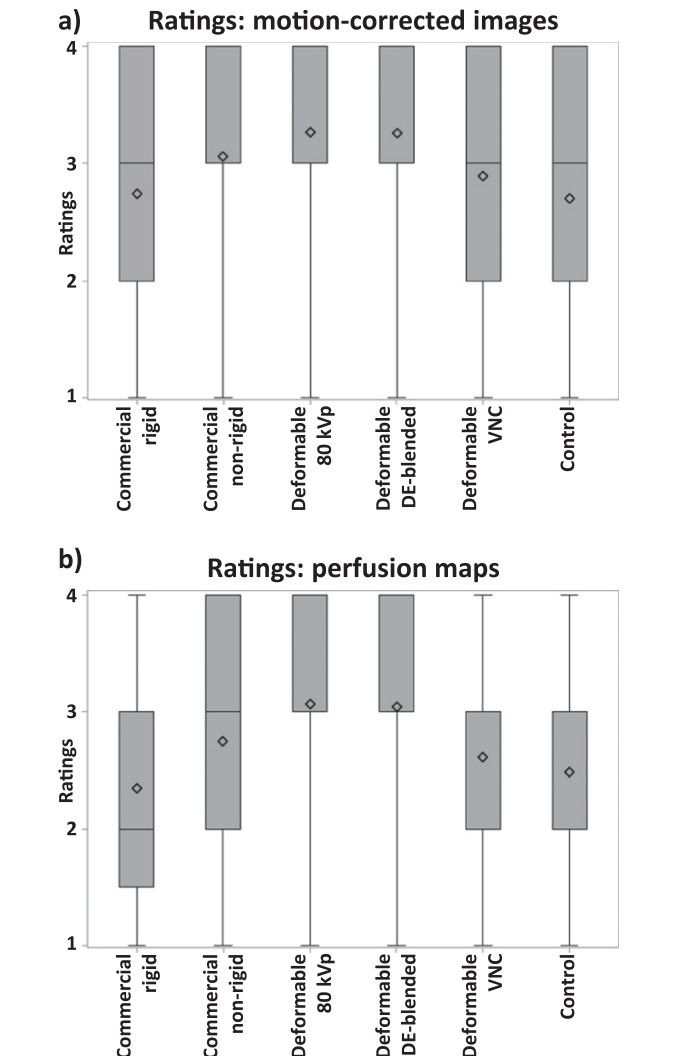 a) Ratings: motion-corrected images
4
3
2
1
Ratings
Commercial
rigid
Commercial
non-rigid
Deformable
80 kVp
Deformable
DE-blended
Deformable
VNC
Control
b) Ratings: perfusion maps
4
3
2
1
Ratings
Commercial
rigid
Commercial
non-rigid
Deformable
80 kVp
Deformable
DE-blended
Deformable
VNC
Control